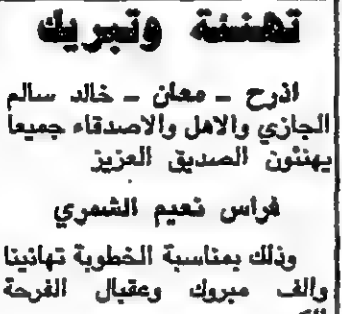 تهنئة وتبريك
اذرح - معان - خالد سالم
الجازي والاهل والاصدقاء جميعا
يهنئون الصديق العزيز
فراس نعيم الشمري
وذلك بمناسبة الخطوبة تهانينا
والف مبروك وعقبال الفرحة